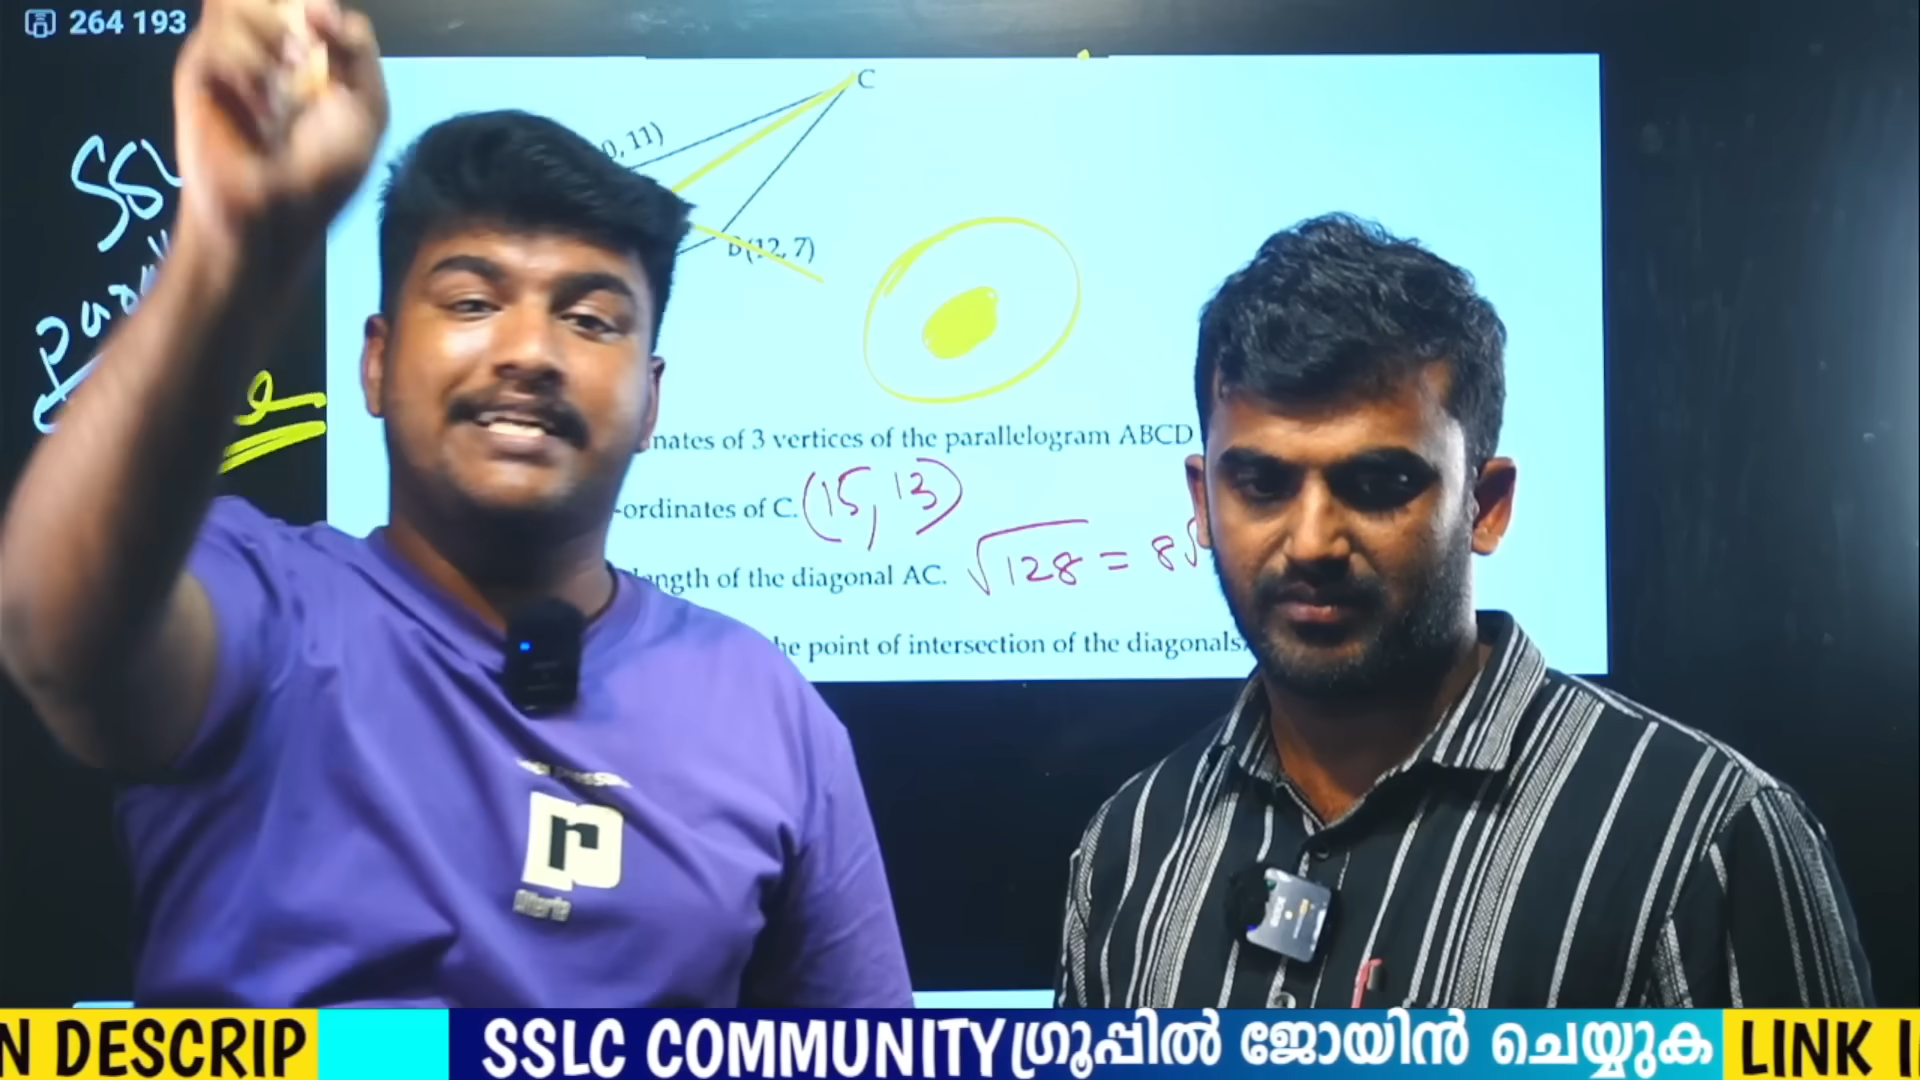 264 193
C
0, 11)
B(12, 7)
nates of 3 vertices of the parallelogram ABCD
-ordinates of C. (15, 13)
length of the diagonal AC. √128 = 8√
he point of intersection of the diagonals.
r
N DESCRIP SSLC COMMUNITY ഗ്രൂപ്പിൽ ജോയിൻ ചെയ്യുക LINK I